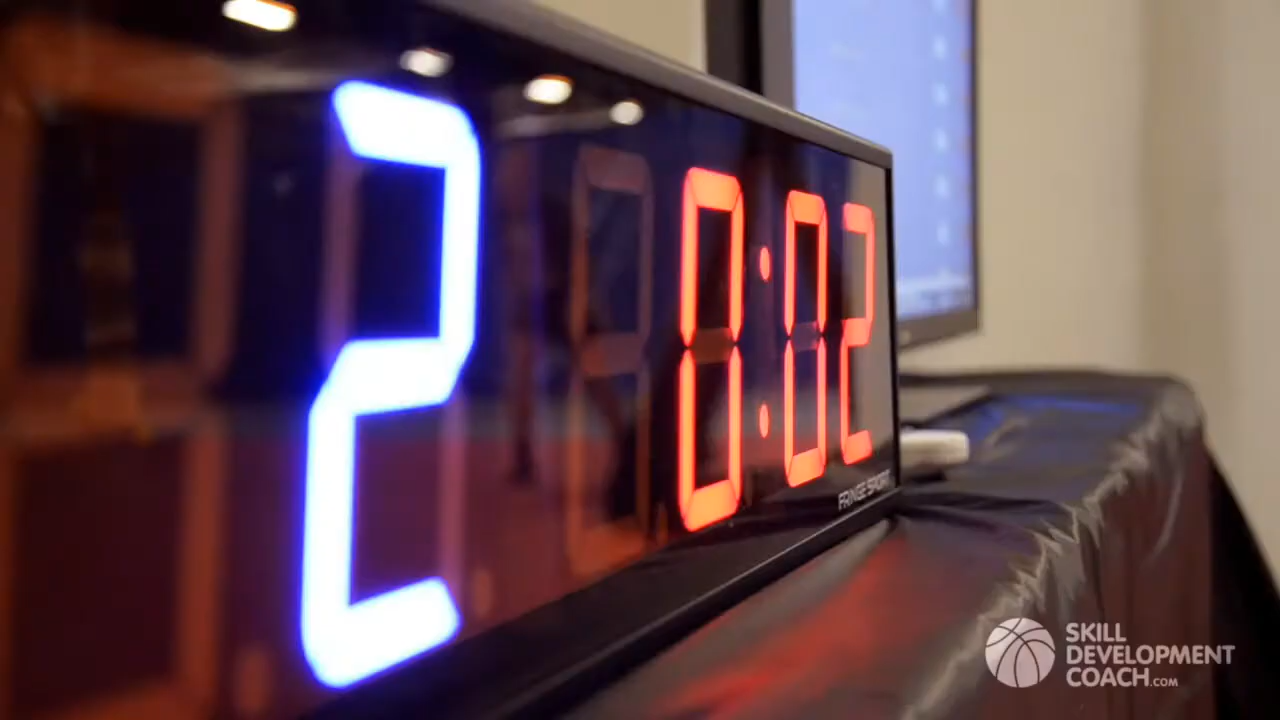 2 0:02
FRINGE SPORT
SKILL
DEVELOPMENT
COACH.COM